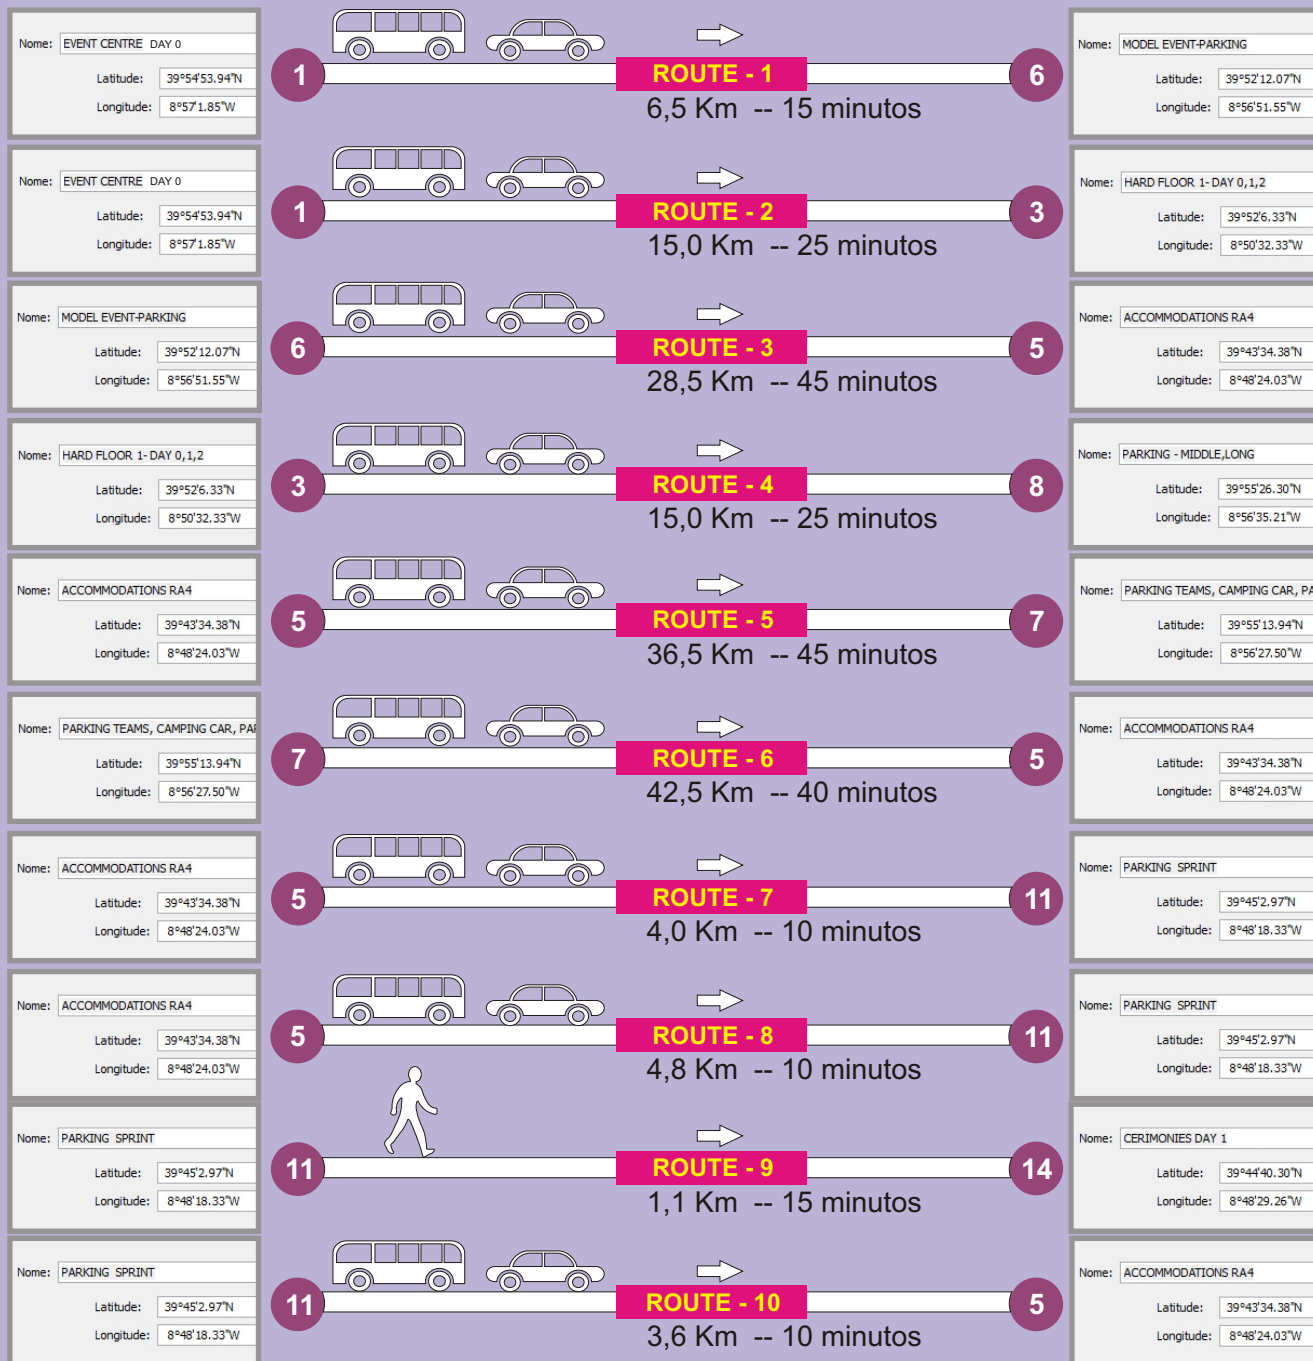 Nome: EVENT CENTRE DAY 0
Latitude: 39°54'53.94"N
Longitude: 8°57'1.85"W
1
ROUTE - 1
6,5 Km -- 15 minutos
6
Nome: MODEL EVENT-PARKING
Latitude: 39°52'12.07"N
Longitude: 8°56'51.55"W
Nome: EVENT CENTRE DAY 0
Latitude: 39°54'53.94"N
Longitude: 8°57'1.85"W
1
ROUTE - 2
15,0 Km -- 25 minutos
3
Nome: HARD FLOOR 1- DAY 0,1,2
Latitude: 39°52'6.33"N
Longitude: 8°50'32.33"W
Nome: MODEL EVENT-PARKING
Latitude: 39°52'12.07"N
Longitude: 8°56'51.55"W
6
ROUTE - 3
28,5 Km -- 45 minutos
5
Nome: ACCOMMODATIONS RA4
Latitude: 39°43'34.38"N
Longitude: 8°48'24.03"W
Nome: HARD FLOOR 1- DAY 0,1,2
Latitude: 39°52'6.33"N
Longitude: 8°50'32.33"W
3
ROUTE - 4
15,0 Km -- 25 minutos
8
Nome: PARKING - MIDDLE,LONG
Latitude: 39°55'26.30"N
Longitude: 8°56'35.21"W
Nome: ACCOMMODATIONS RA4
Latitude: 39°43'34.38"N
Longitude: 8°48'24.03"W
5
ROUTE - 5
36,5 Km -- 45 minutos
7
Nome: PARKING TEAMS, CAMPING CAR, PA
Latitude: 39°55'13.94"N
Longitude: 8°56'27.50"W
Nome: PARKING TEAMS, CAMPING CAR, PA
Latitude: 39°55'13.94"N
Longitude: 8°56'27.50"W
7
ROUTE - 6
42,5 Km -- 40 minutos
5
Nome: ACCOMMODATIONS RA4
Latitude: 39°43'34.38"N
Longitude: 8°48'24.03"W
Nome: ACCOMMODATIONS RA4
Latitude: 39°43'34.38"N
Longitude: 8°48'24.03"W
5
ROUTE - 7
4,0 Km -- 10 minutos
11
Nome: PARKING SPRINT
Latitude: 39°45'2.97"N
Longitude: 8°48'18.33"W
Nome: ACCOMMODATIONS RA4
Latitude: 39°43'34.38"N
Longitude: 8°48'24.03"W
5
ROUTE - 8
4,8 Km -- 10 minutos
11
Nome: PARKING SPRINT
Latitude: 39°45'2.97"N
Longitude: 8°48'18.33"W
Nome: PARKING SPRINT
Latitude: 39°45'2.97"N
Longitude: 8°48'18.33"W
11
ROUTE - 9
1,1 Km -- 15 minutos
14
Nome: CERIMONIES DAY 1
Latitude: 39°44'40.30"N
Longitude: 8°48'29.26"W
Nome: PARKING SPRINT
Latitude: 39°45'2.97"N
Longitude: 8°48'18.33"W
11
ROUTE - 10
3,6 Km -- 10 minutos
5
Nome: ACCOMMODATIONS RA4
Latitude: 39°43'34.38"N
Longitude: 8°48'24.03"W